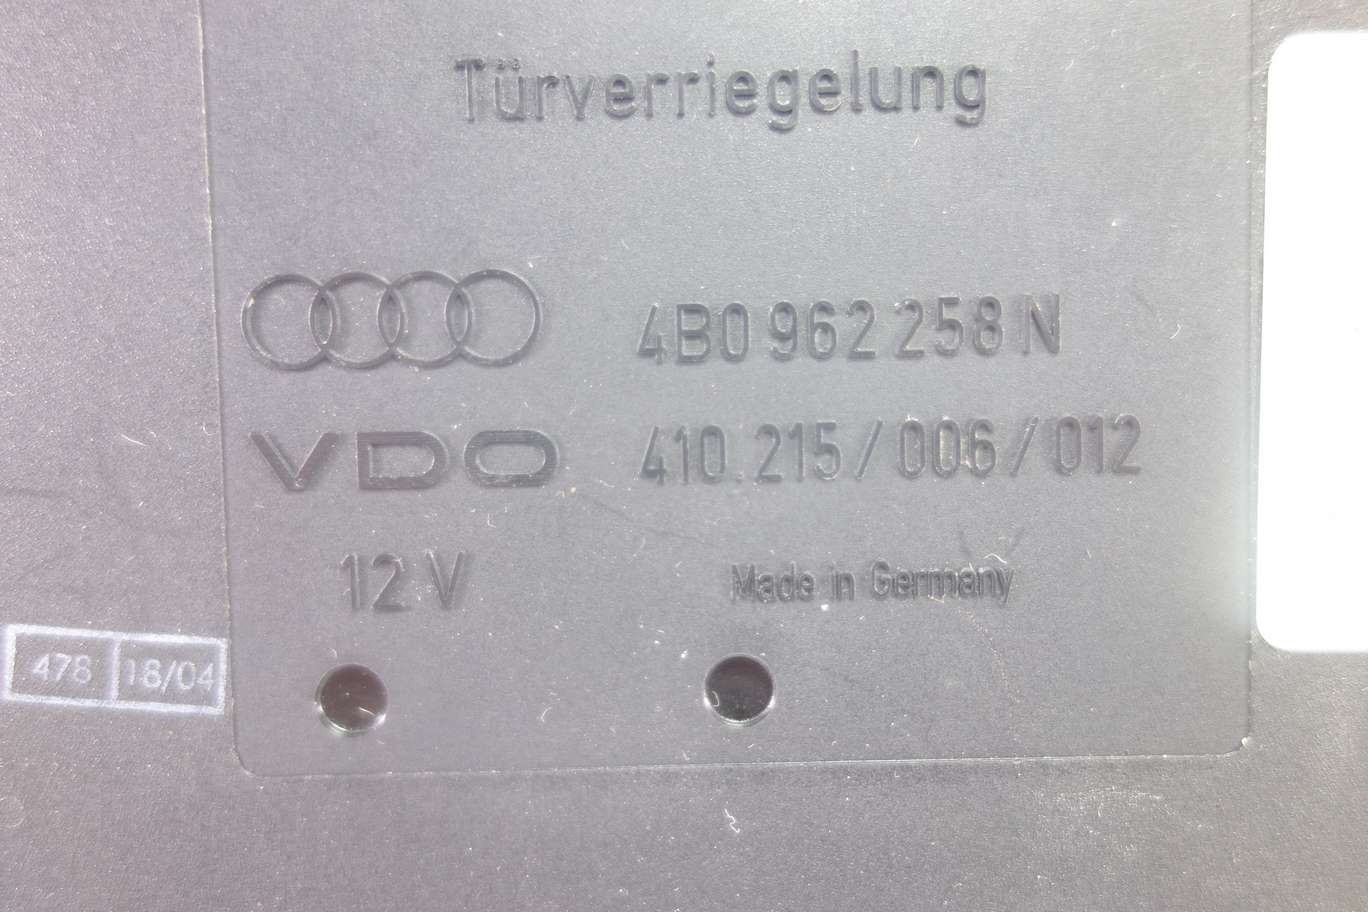 Türverriegelung
4B0 962 258 N
VDO 410.215/006/012
12 V Made in Germany
478 18/04